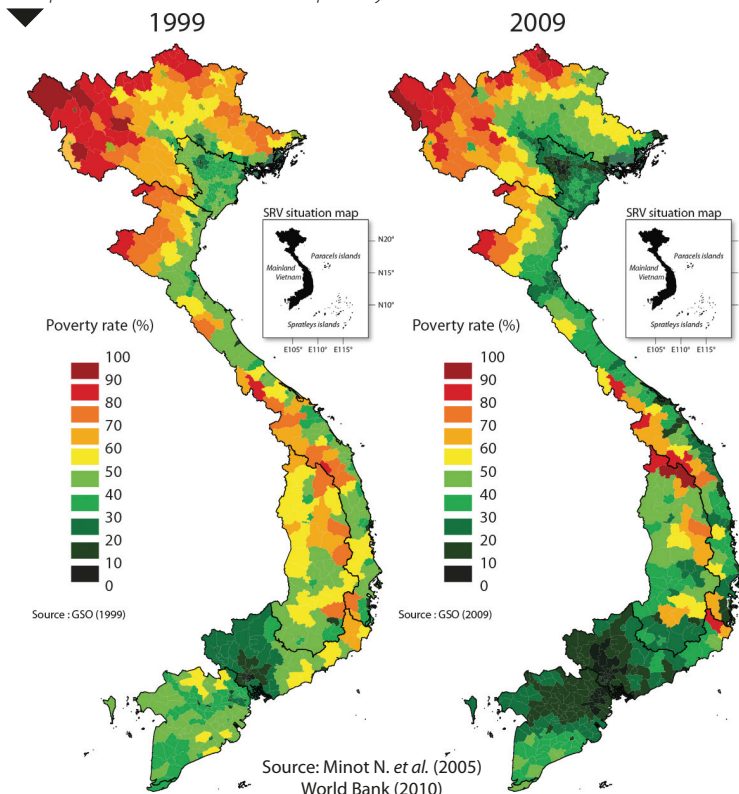 1999
2009
SRV situation map
N20°
Paracels islands
Mainland
Vietnam
N15°
N10°
Spratleys islands
E105° E110° E115°
SRV situation map
N20°
Paracels islands
Mainland
Vietnam
N15°
N10°
Spratleys islands
E105° E110° E115°
Poverty rate (%)
100
90
80
70
60
50
40
30
20
10
0
Source : GSO (1999)
Poverty rate (%)
100
90
80
70
60
50
40
30
20
10
0
Source : GSO (2009)
Source: Minot N. et al. (2005)
World Bank (2010)